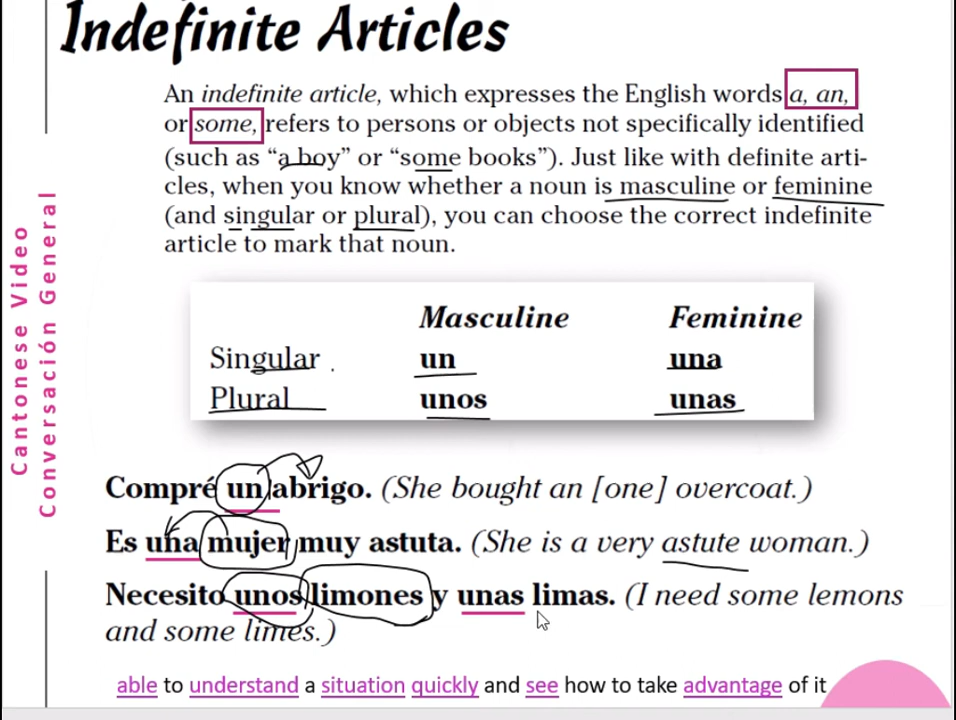 Indefinite Articles
An indefinite article, which expresses the English words a, an,
or some, refers to persons or objects not specifically identified
(such as “a boy” or “some books”). Just like with definite arti-
cles, when you know whether a noun is masculine or feminine
(and singular or plural), you can choose the correct indefinite
article to mark that noun.
Masculine Feminine
Singular un una
Plural unos unas
Compré un abrigo. (She bought an [one] overcoat.)
Es una mujer muy astuta. (She is a very astute woman.)
Necesito unos limones y unas limas. (I need some lemons
and some limes.)
able to understand a situation quickly and see how to take advantage of it
Cantonese Video
Conversación General